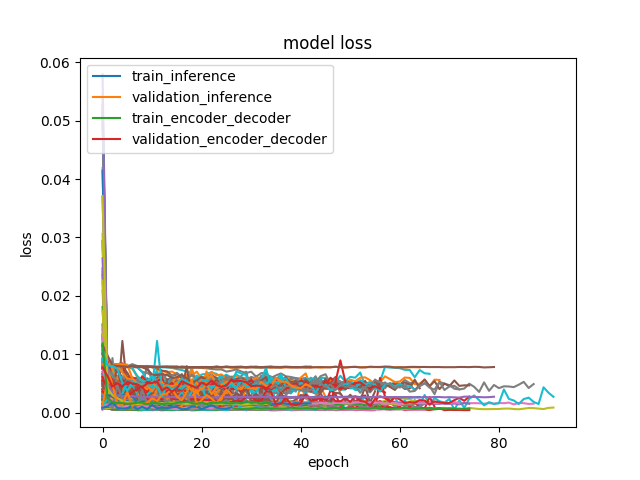 model loss
train_inference
validation_inference
train_encoder_decoder
validation_encoder_decoder
0.06
0.05
0.04
0.03
0.02
0.01
0.00
loss
0 20 40 60 80
epoch